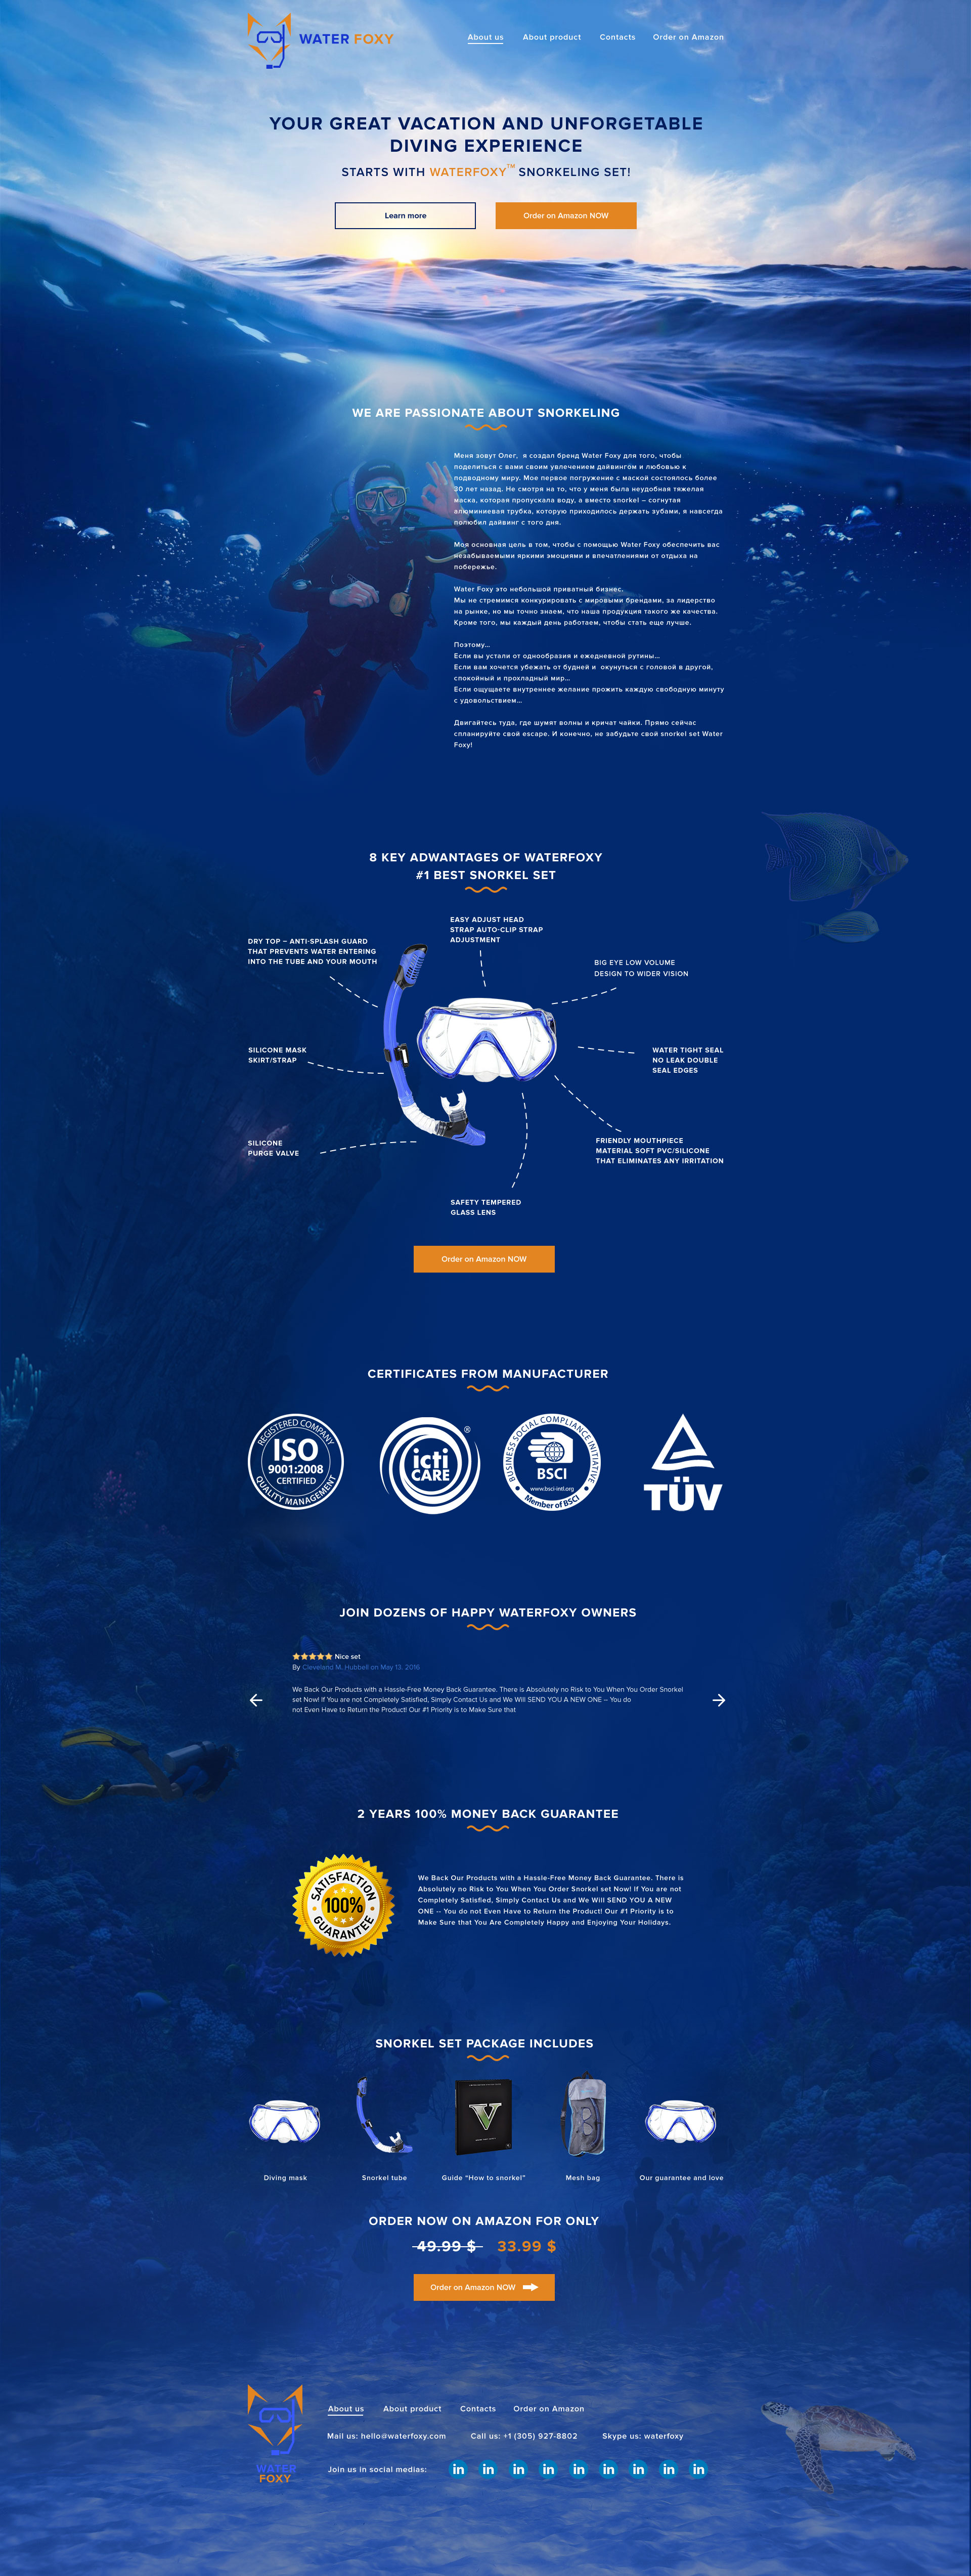 WATER FOXY
About us
About product
Contacts
Order on Amazon
YOUR GREAT VACATION AND UNFORGETABLE
DIVING EXPERIENCE
STARTS WITH WATERFOXY™ SNORKELING SET!
Learn more
Order on Amazon NOW
WE ARE PASSIONATE ABOUT SNORKELING
Меня зовут Олег, я создал бренд Water Foxy для того, чтобы
поделиться с вами своим увлечением дайвингом и любовью к
подводному миру. Мое первое погружение с маской состоялось более
30 лет назад. Не смотря на то, что у меня была неудобная тяжелая
маска, которая пропускала воду, а вместо snorkel – согнутая
алюминиевая трубка, которую приходилось держать зубами, я навсегда
полюбил дайвинг с того дня.
Моя основная цель в том, чтобы с помощью Water Foxy обеспечить вас
незабываемыми яркими эмоциями и впечатлениями от отдыха на
побережье.
Water Foxy это небольшой приватный бизнес.
Мы не стремимся конкурировать с мировыми брендами, за лидерство
на рынке, но мы точно знаем, что наша продукция такого же качества.
Кроме того, мы каждый день работаем, чтобы стать еще лучше.
Поэтому...
Если вы устали от однообразия и ежедневной рутины...
Если вам хочется убежать от будней и окунуться с головой в другой,
спокойный и прохладный мир...
Если ощущаете внутреннее желание прожить каждую свободную минуту
с удовольствием...
Двигайтесь туда, где шумят волны и кричат чайки. Прямо сейчас
спланируйте свой escape. И конечно, не забудьте свой snorkel set Water
Foxy!
8 KEY ADWANTAGES OF WATERFOXY
#1 BEST SNORKEL SET
EASY ADJUST HEAD
STRAP AUTO-CLIP STRAP
ADJUSTMENT
DRY TOP – ANTI-SPLASH GUARD
THAT PREVENTS WATER ENTERING
INTO THE TUBE AND YOUR MOUTH
BIG EYE LOW VOLUME
DESIGN TO WIDER VISION
SILICONE MASK
SKIRT/STRAP
WATER TIGHT SEAL
NO LEAK DOUBLE
SEAL EDGES
SILICONE
PURGE VALVE
FRIENDLY MOUTHPIECE
MATERIAL SOFT PVC/SILICONE
THAT ELIMINATES ANY IRRITATION
SAFETY TEMPERED
GLASS LENS
Order on Amazon NOW
CERTIFICATES FROM MANUFACTURER
REGISTERED COMPANY
ISO
9001:2008
CERTIFIED
QUALITY MANAGEMENT
icti
CARE
®
BUSINESS SOCIAL COMPLIANCE INITIATIVE
BSCI
www.bsci-intl.org
Member of BSCI
TÜV
JOIN DOZENS OF HAPPY WATERFOXY OWNERS
Nice set
By Cleveland M. Hubbell on May 13, 2016
We Back Our Products with a Hassle-Free Money Back Guarantee. There is Absolutely no Risk to You When You Order Snorkel
set Now! If You are not Completely Satisfied, Simply Contact Us and We Will SEND YOU A NEW ONE – You do
not Even Have to Return the Product! Our #1 Priority is to Make Sure that
2 YEARS 100% MONEY BACK GUARANTEE
SATISFACTION
100%
GUARANTEE
We Back Our Products with a Hassle-Free Money Back Guarantee. There is
Absolutely no Risk to You When You Order Snorkel set Now! If You are not
Completely Satisfied, Simply Contact Us and We Will SEND YOU A NEW
ONE -- You do not Even Have to Return the Product! Our #1 Priority is to
Make Sure that You Are Completely Happy and Enjoying Your Holidays.
SNORKEL SET PACKAGE INCLUDES
V
Diving mask
Snorkel tube
Guide “How to snorkel”
Mesh bag
Our guarantee and love
ORDER NOW ON AMAZON FOR ONLY
49.99 $ 33.99 $
Order on Amazon NOW
WATER
FOXY
About us
About product
Contacts
Order on Amazon
Mail us: hello@waterfoxy.com
Call us: +1 (305) 927-8802
Skype us: waterfoxy
Join us in social medias:
in in in in in in in in in